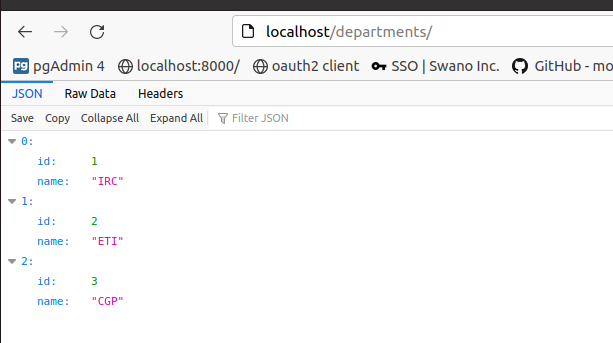 localhost/departments/
pgAdmin 4 localhost:8000/ oauth2 client SSO | Swano Inc. GitHub - mo
JSON Raw Data Headers
Save Copy Collapse All Expand All Filter JSON
0:
id: 1
name: "IRC"
1:
id: 2
name: "ETI"
2:
id: 3
name: "CGP"